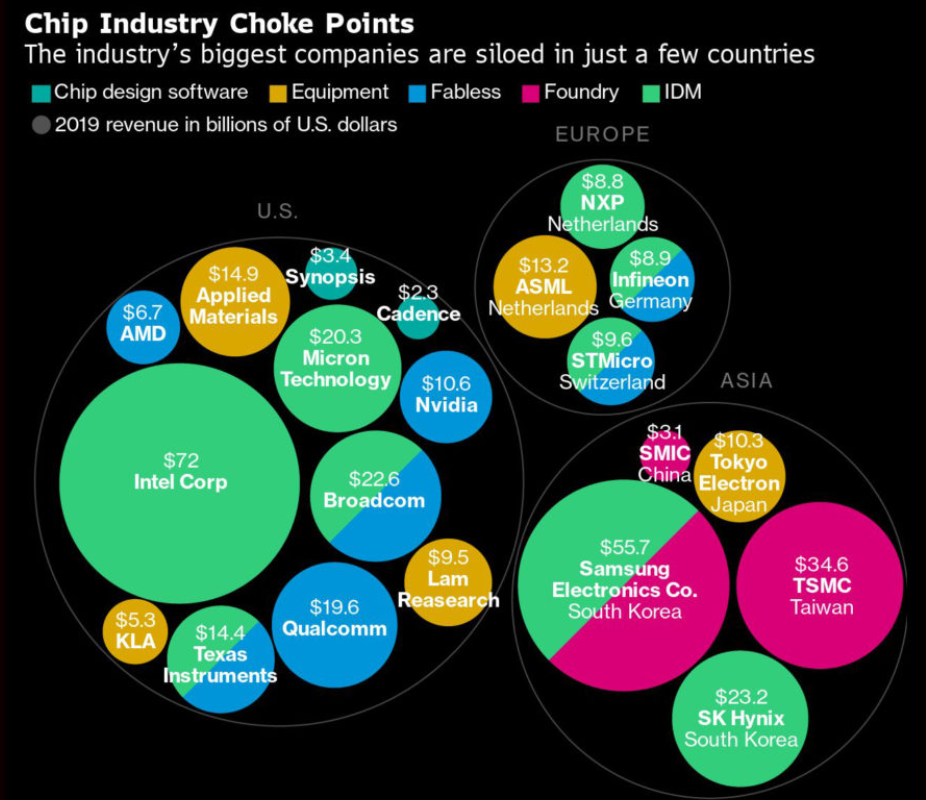 Chip Industry Choke Points
The industry's biggest companies are siloed in just a few countries
Chip design software
Equipment
Fabless
Foundry
IDM
2019 revenue in billions of U.S. dollars
EUROPE
$8.8
NXP
Netherlands
$13.2
ASML
Netherlands
$8.9
Infineon
Germany
$9.6
STMicro
Switzerland
U.S.
$3.4
Synopsis
$14.9
Applied
Materials
$2.3
Cadence
$6.7
AMD
$20.3
Micron
Technology
$10.6
Nvidia
$72
Intel Corp
$22.6
Broadcom
$9.5
Lam
Reasearch
$5.3
KLA
$14.4
Texas
Instruments
$19.6
Qualcomm
ASIA
$3.1
SMIC
China
$10.3
Tokyo
Electron
Japan
$55.7
Samsung
Electronics Co.
South Korea
$34.6
TSMC
Taiwan
$23.2
SK Hynix
South Korea